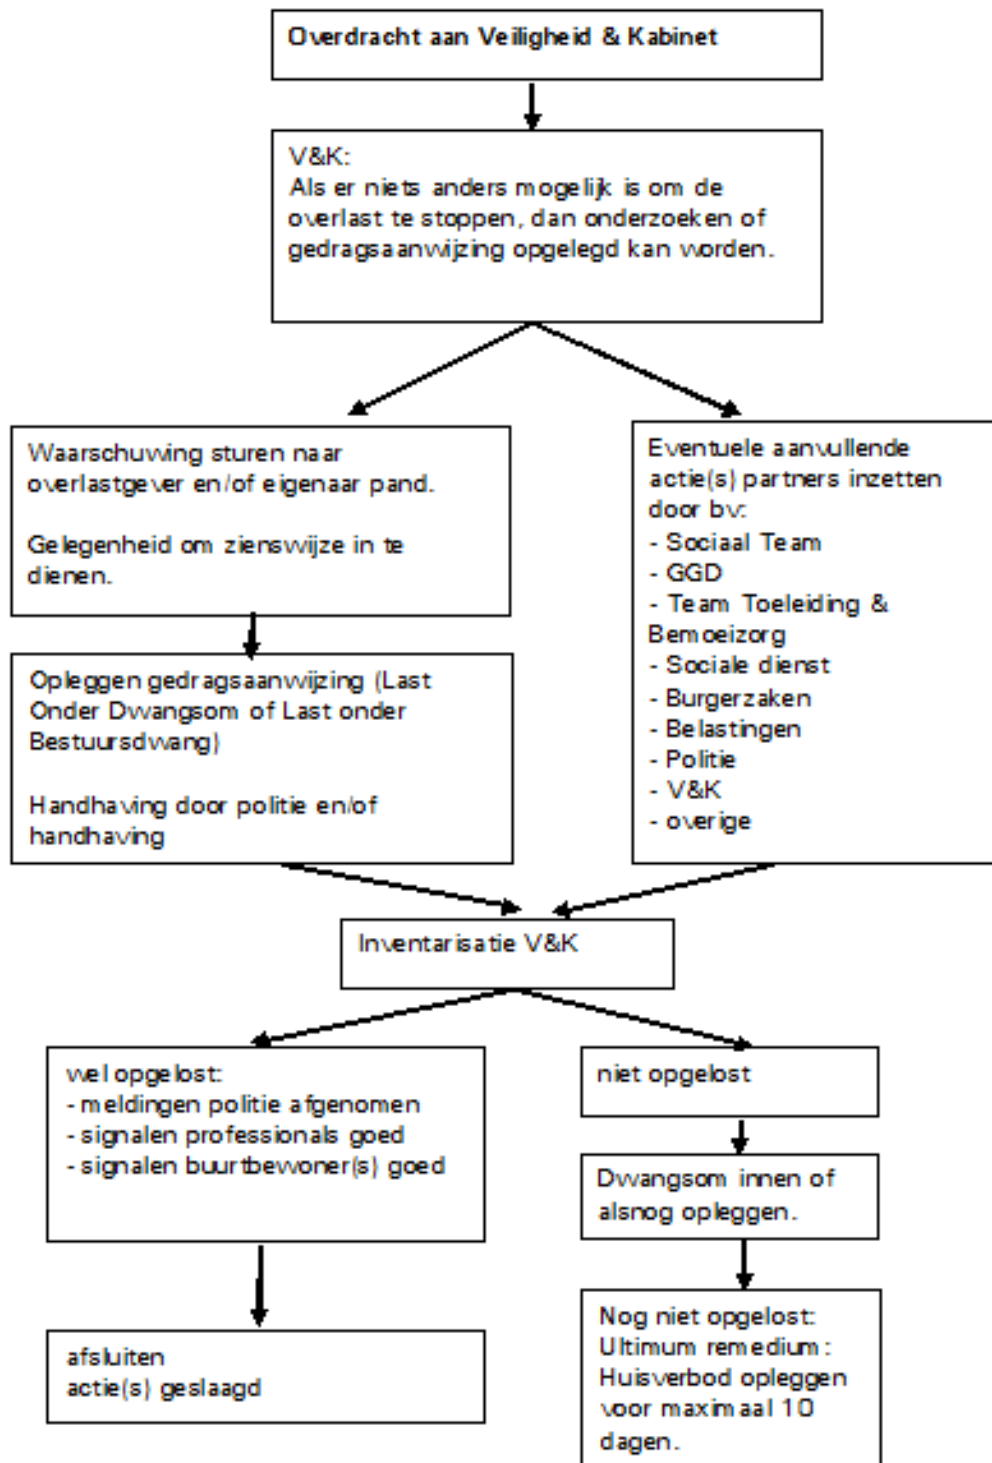 Overdracht aan Veiligheid & Kabinet
V&K:
Als er niets anders mogelijk is om de
overlast te stoppen, dan onderzoeken of
gedragsaanwijzing opgelegd kan worden.
Waarschuwing sturen naar
overlastgever en/of eigenaar pand.
Gelegenheid om zienswijze in te
dienen.
Opleggen gedragsaanwijzing (Last
Onder Dwangsom of Last onder
Bestuursdwang)
Handhaving door politie en/of
handhaving
Eventuele aanvullende
actie(s) partners inzetten
door bv:
- Sociaal Team
- GGD
- Team Toeleiding &
Bemoeizorg
- Sociale dienst
- Burgerzaken
- Belastingen
- Politie
- V&K
- overige
Inventarisatie V&K
wel opgelost:
- meldingen politie afgenomen
- signalen professionals goed
- signalen buurtbewoner(s) goed
afsluiten
actie(s) geslaagd
niet opgelost
Dwangsom innen of
alsnog opleggen.
Nog niet opgelost:
Ultimum remedium:
Huisverbod opleggen
voor maximaal 10
dagen.